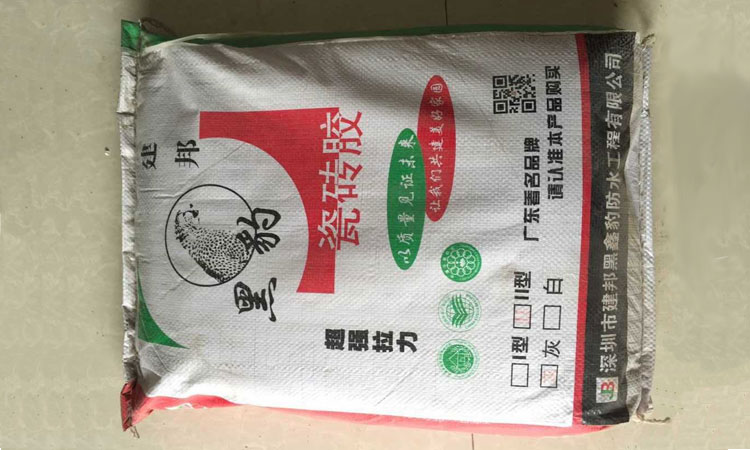 建邦
黑豹
瓷砖胶
超强拉力
以质量见证未来
让我们共建美好家园
I型 II型
灰 白
广东著名品牌
请认准本产品购买
深圳市建邦黑鑫豹防水工程有限公司